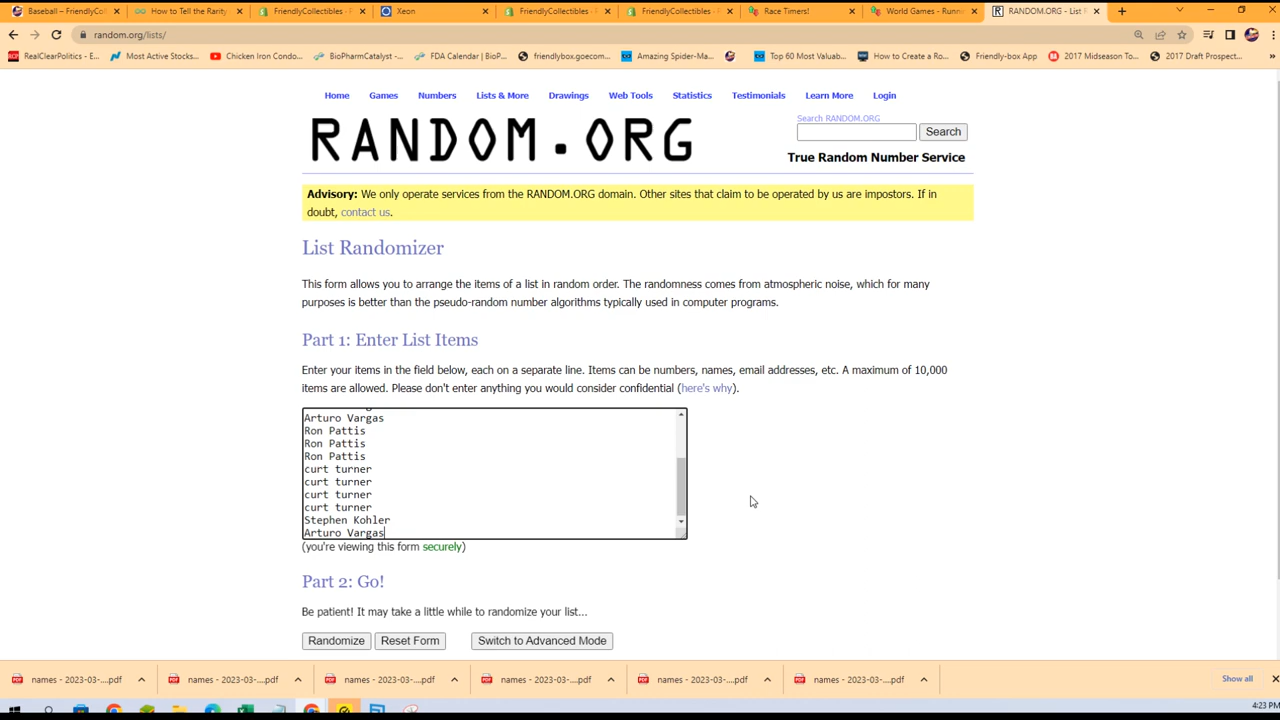 Baseball – FriendlyCollectibles
How to Tell the Rarity
FriendlyCollectibles - F...
Xeon
FriendlyCollectibles - F...
FriendlyCollectibles - F...
Race Timers!
World Games - Runn
RANDOM.ORG - List R
random.org/lists/
RealClearPolitics - E...
Most Active Stocks...
Chicken Iron Condo...
BioPharmCatalyst - ...
FDA Calendar | BioP...
friendlybox.goecom...
Amazing Spider-Ma...
Top 60 Most Valuab...
How to Create a Ro...
Friendly-box App
2017 Midseason To...
2017 Draft Prospect...
Home Games Numbers Lists & More Drawings Web Tools Statistics Testimonials Learn More Login
RANDOM.ORG
Search RANDOM.ORG
Search
True Random Number Service
Advisory: We only operate services from the RANDOM.ORG domain. Other sites that claim to be operated by us are impostors. If in
doubt, contact us.
List Randomizer
This form allows you to arrange the items of a list in random order. The randomness comes from atmospheric noise, which for many
purposes is better than the pseudo-random number algorithms typically used in computer programs.
Part 1: Enter List Items
Enter your items in the field below, each on a separate line. Items can be numbers, names, email addresses, etc. A maximum of 10,000
items are allowed. Please don't enter anything you would consider confidential (here's why).
Arturo Vargas
Ron Pattis
Ron Pattis
Ron Pattis
curt turner
curt turner
curt turner
curt turner
Stephen Kohler
Arturo Vargas
(you're viewing this form securely)
Part 2: Go!
Be patient! It may take a little while to randomize your list...
Randomize Reset Form Switch to Advanced Mode
names - 2023-03-....pdf
names - 2023-03-....pdf
names - 2023-03-....pdf
names - 2023-03-....pdf
names - 2023-03-....pdf
names - 2023-03-....pdf
Show all
4:23 PM